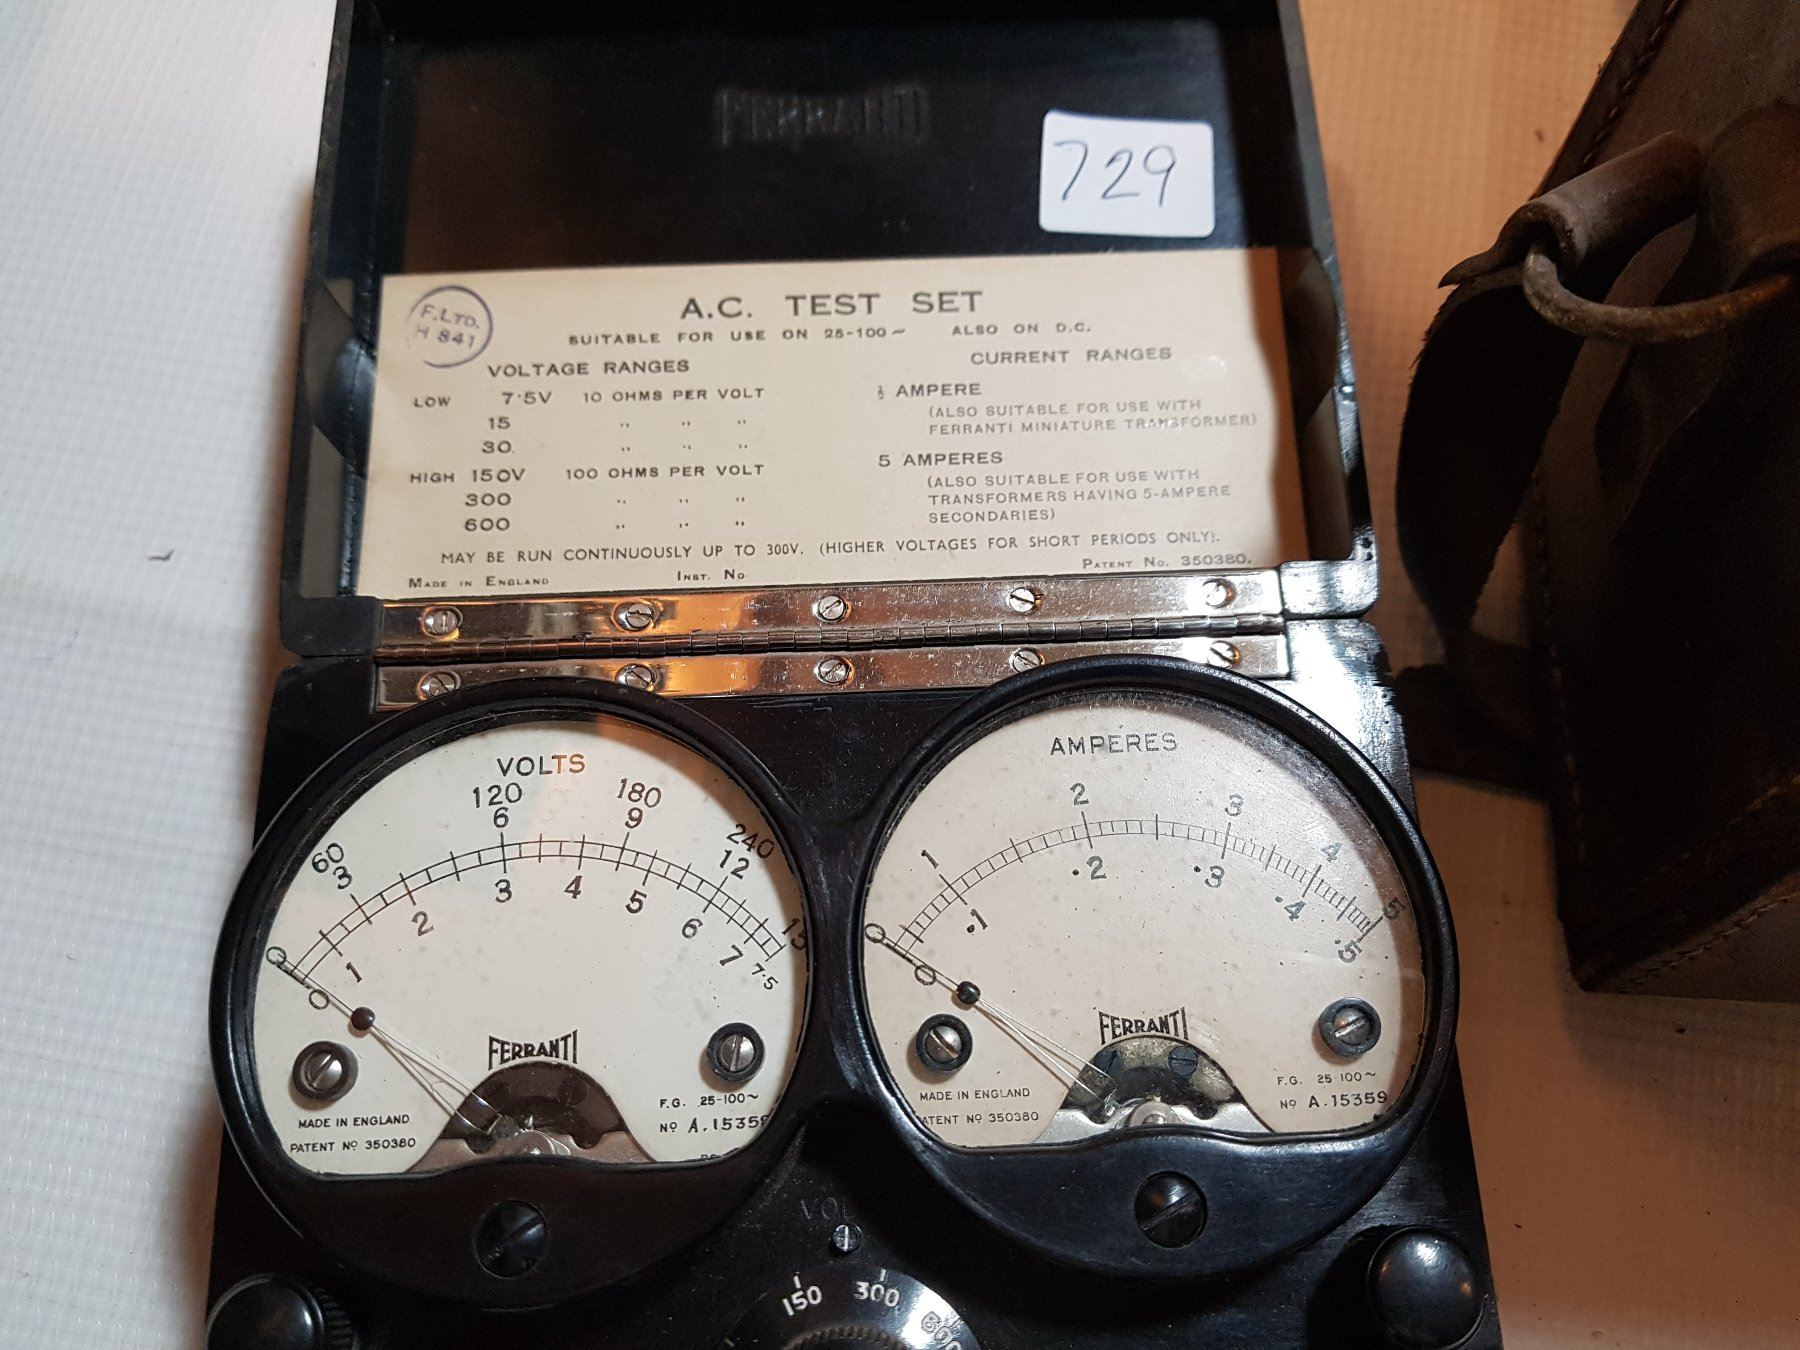 FERRANTI
729
F. LTD.
H 841
A.C. TEST SET
SUITABLE FOR USE ON 25-100 ~ ALSO ON D.C.
VOLTAGE RANGES
LOW 7·5V 10 OHMS PER VOLT
15 " " "
30. " " "
HIGH 150V 100 OHMS PER VOLT
300 " " "
600 " " "
CURRENT RANGES
½ AMPERE
(ALSO SUITABLE FOR USE WITH
FERRANTI MINIATURE TRANSFORMER)
5 AMPERES
(ALSO SUITABLE FOR USE WITH
TRANSFORMERS HAVING 5-AMPERE
SECONDARIES)
MAY BE RUN CONTINUOUSLY UP TO 300V. (HIGHER VOLTAGES FOR SHORT PERIODS ONLY).
MADE IN ENGLAND INST. No. PATENT No. 350380.
VOLTS
60 120 180 240
0 3 6 9 12 15
0 1 2 3 4 5 6 7 7·5
FERRANTI
MADE IN ENGLAND
PATENT Nº 350380
F.G. 25-100~
Nº A.15359
AMPERES
0 1 2 3 4 5
0 ·1 ·2 ·3 ·4 ·5
FERRANTI
MADE IN ENGLAND
PATENT Nº 350380
F.G. 25-100~
Nº A.15359
150 300 600